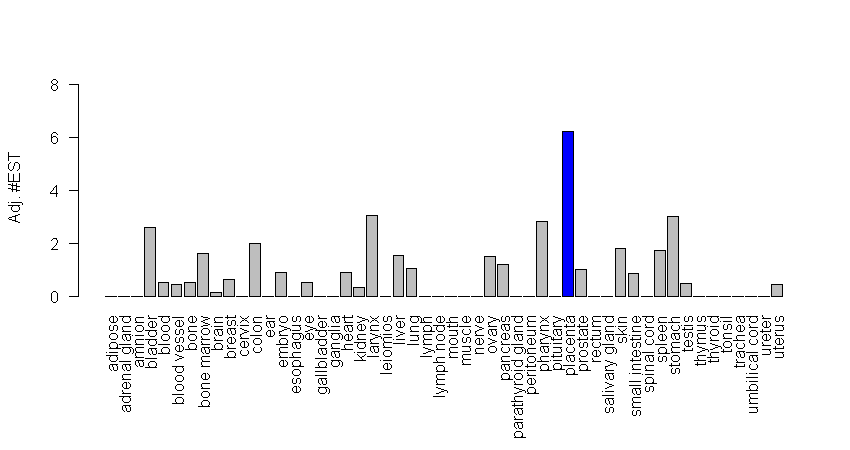 Adj. #EST
8
6
4
2
0
adipose
adrenal gland
amnion
bladder
blood
blood vessel
bone
bone marrow
brain
breast
cervix
colon
ear
embryo
esophagus
eye
gallbladder
ganglia
heart
kidney
larynx
leiomios
liver
lung
lymph
lymph node
mouth
muscle
nerve
ovary
pancreas
parathyroid gland
peritoneum
pharynx
pituitary
placenta
prostate
rectum
salivary gland
skin
small intestine
spinal cord
spleen
stomach
testis
thymus
thyroid
tonsil
trachea
umbilical cord
ureter
uterus